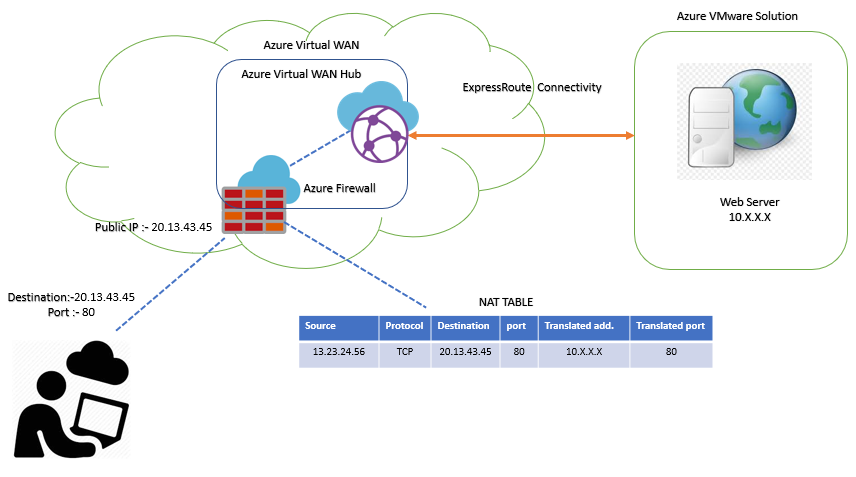 Azure VMware Solution
Azure Virtual WAN
Azure Virtual WAN Hub
ExpressRoute Connectivity
Azure Firewall
Web Server
10.X.X.X
Public IP :- 20.13.43.45
Destination:-20.13.43.45
Port :- 80
NAT TABLE
Source Protocol Destination port Translated add. Translated port
13.23.24.56 TCP 20.13.43.45 80 10.X.X.X 80